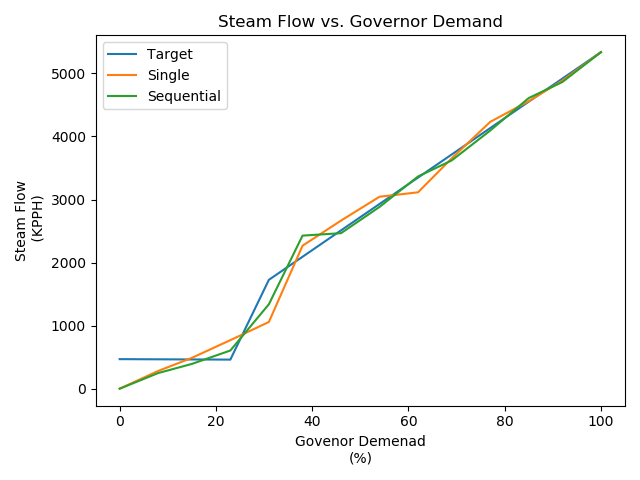 Steam Flow vs. Governor Demand
Target
Single
Sequential
5000
4000
3000
2000
1000
0
Steam Flow
(KPPH)
0 20 40 60 80 100
Govenor Demenad
(%)